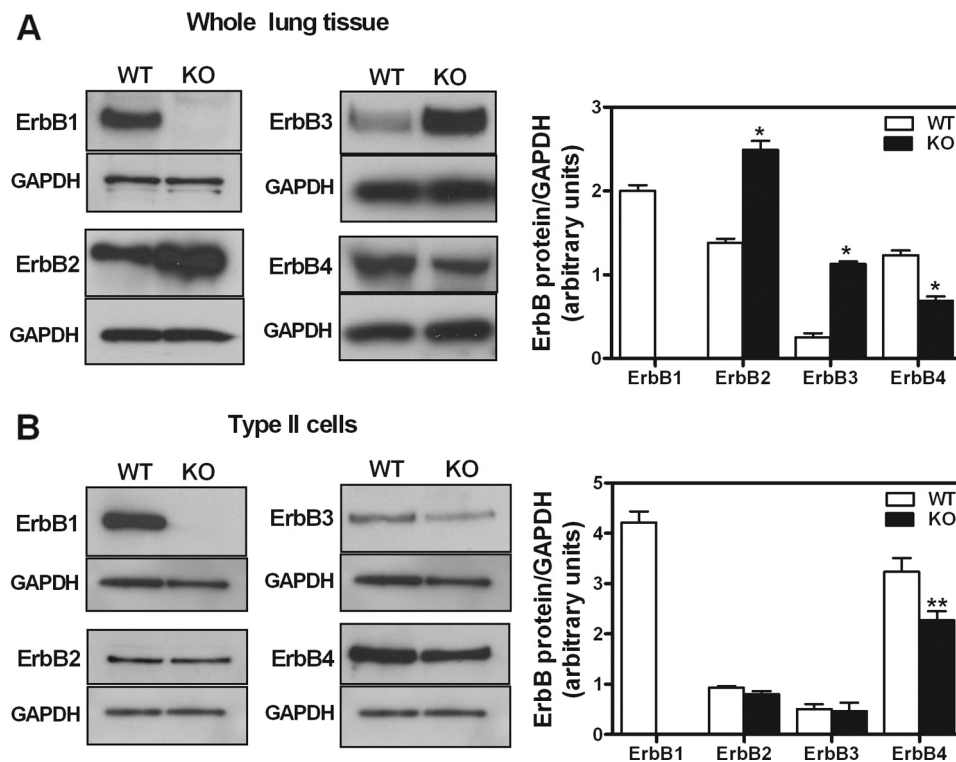 A
Whole lung tissue
WT KO
ErbB1
GAPDH
ErbB2
GAPDH
WT KO
ErbB3
GAPDH
ErbB4
GAPDH
ErbB protein/GAPDH
(arbitrary units)
3
2
1
0
WT
KO
*
*
*
ErbB1 ErbB2 ErbB3 ErbB4
B
Type II cells
WT KO
ErbB1
GAPDH
ErbB2
GAPDH
WT KO
ErbB3
GAPDH
ErbB4
GAPDH
ErbB protein/GAPDH
(arbitrary units)
5
4
3
2
1
0
WT
KO
**
ErbB1 ErbB2 ErbB3 ErbB4